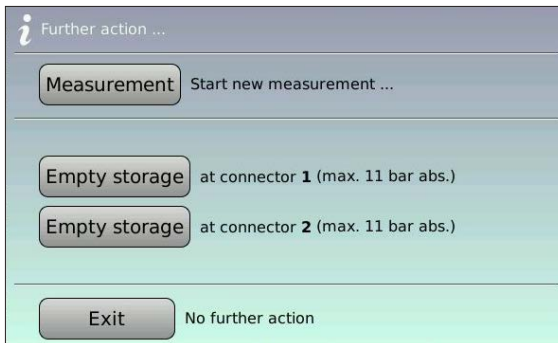 Further action ...
Measurement Start new measurement ...
Empty storage at connector 1 (max. 11 bar abs.)
Empty storage at connector 2 (max. 11 bar abs.)
Exit No further action